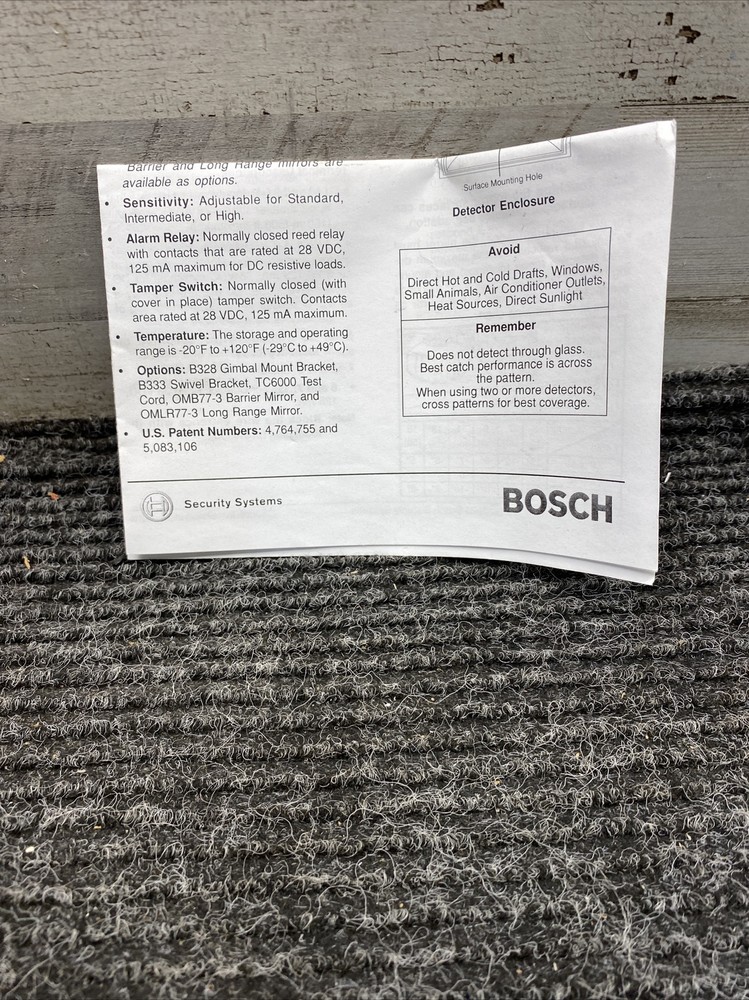 Barrier and Long Range mirrors are
available as options.
• Sensitivity: Adjustable for Standard,
Intermediate, or High.
• Alarm Relay: Normally closed reed relay
with contacts that are rated at 28 VDC,
125 mA maximum for DC resistive loads.
• Tamper Switch: Normally closed (with
cover in place) tamper switch. Contacts
area rated at 28 VDC, 125 mA maximum.
• Temperature: The storage and operating
range is -20°F to +120°F (-29°C to +49°C).
• Options: B328 Gimbal Mount Bracket,
B333 Swivel Bracket, TC6000 Test
Cord, OMB77-3 Barrier Mirror, and
OMLR77-3 Long Range Mirror.
• U.S. Patent Numbers: 4,764,755 and
5,083,106
Surface Mounting Hole
Detector Enclosure
Avoid
Direct Hot and Cold Drafts, Windows,
Small Animals, Air Conditioner Outlets,
Heat Sources, Direct Sunlight
Remember
Does not detect through glass.
Best catch performance is across
the pattern.
When using two or more detectors,
cross patterns for best coverage.
Security Systems
BOSCH